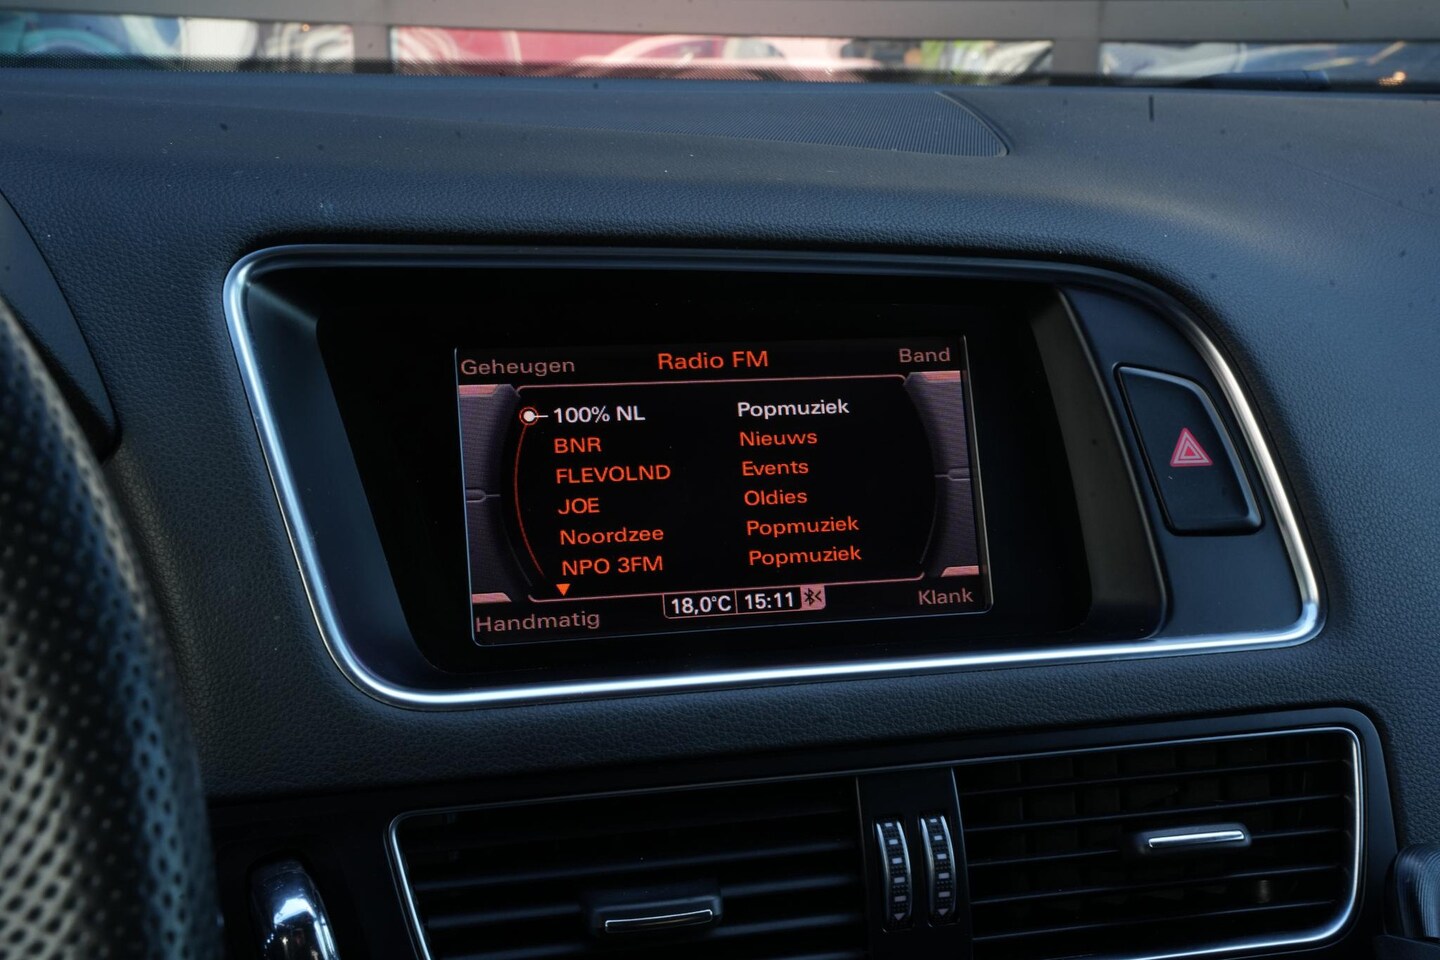 Geheugen Radio FM Band
100% NL Popmuziek
BNR Nieuws
FLEVOLND Events
JOE Oldies
Noordzee Popmuziek
NPO 3FM Popmuziek
Handmatig 18,0°C 15:11 Klank